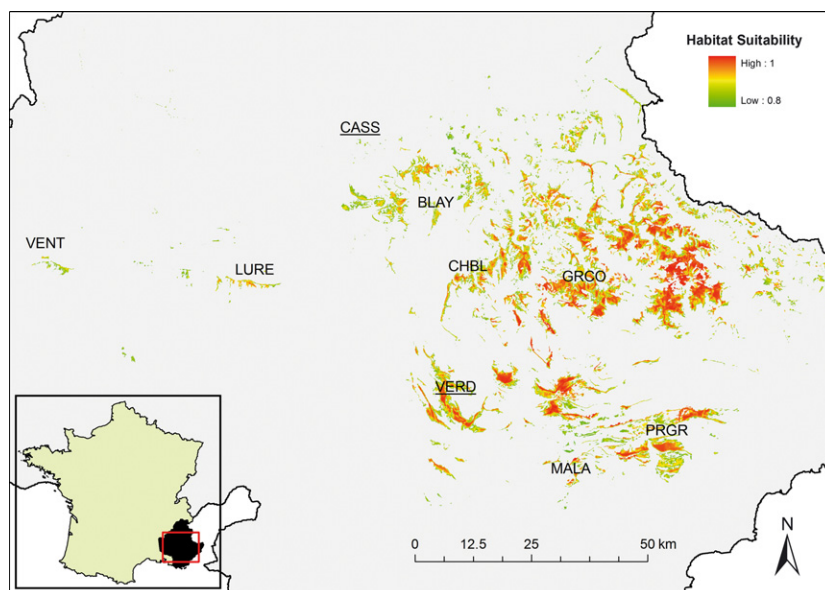 Habitat Suitability
High : 1
Low : 0.8
CASS
BLAY
VENT
LURE
CHBL
GRCO
VERD
PRGR
MALA
0 12.5 25 50 km
N